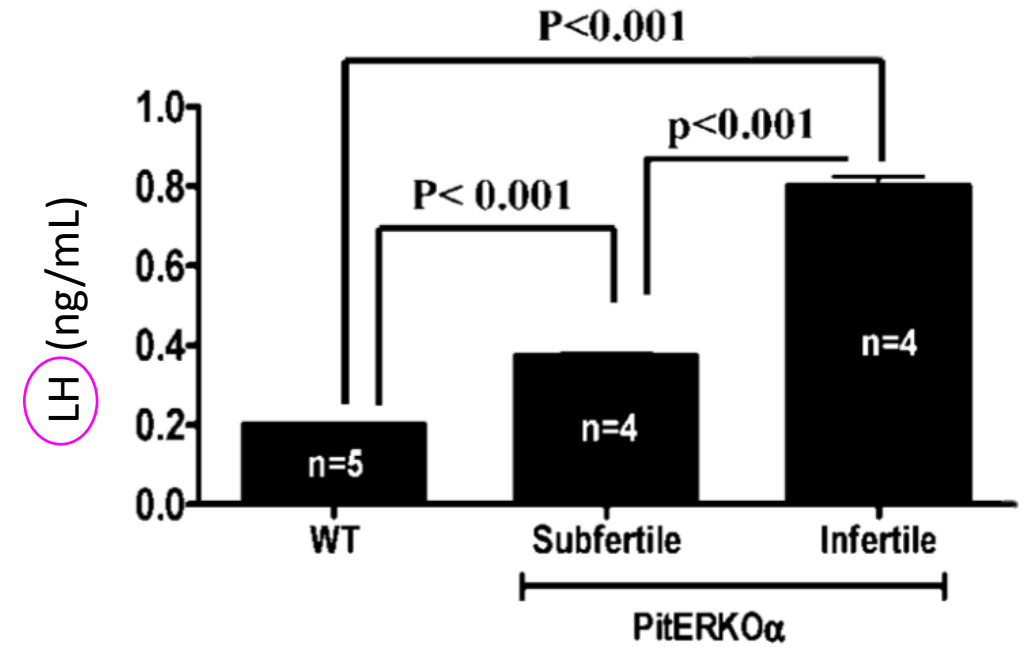 P<0.001
p<0.001
P< 0.001
1.0
0.8
0.6
0.4
0.2
0.0
LH (ng/mL)
n=5
n=4
n=4
WT
Subfertile
Infertile
PitERKOα